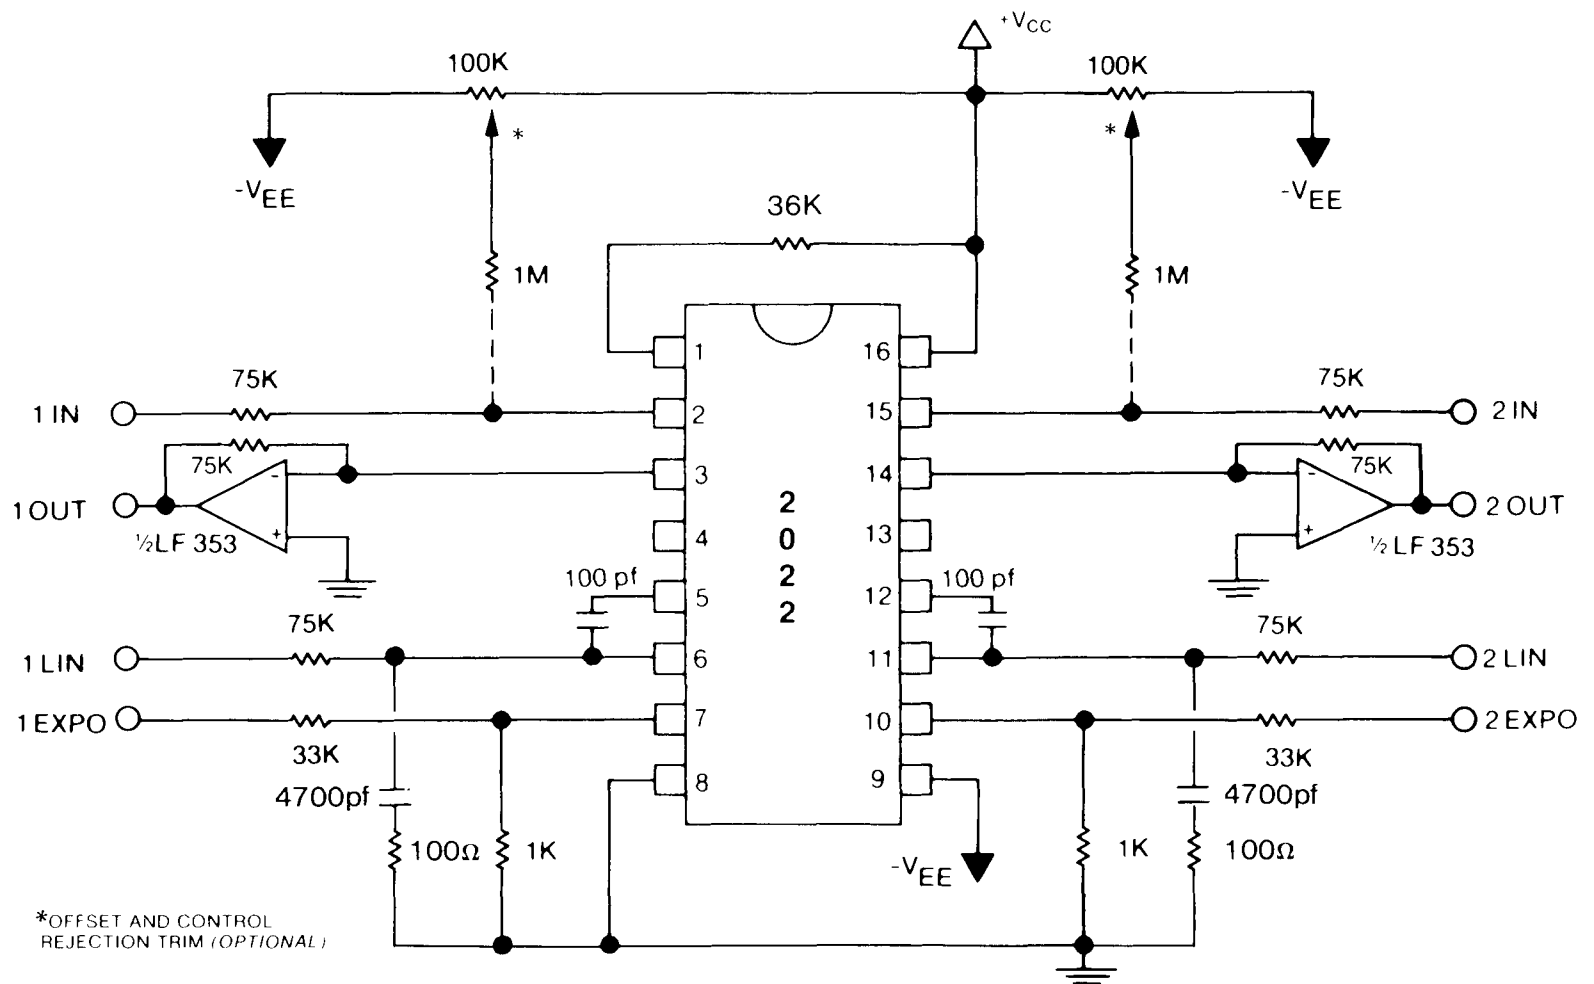 +VCC
100K
100K
*
*
-VEE
-VEE
36K
1M
1M
1
16
75K
75K
1 IN
2
15
2 IN
75K
75K
-
3
14
-
1 OUT
2 OUT
+
+
½LF 353
½LF 353
4
13
2
0
2
2
100 pf
100 pf
5
12
75K
75K
1 LIN
6
11
2 LIN
1 EXPO
7
10
2 EXPO
33K
33K
8
9
4700pf
4700pf
100Ω
1K
1K
100Ω
-VEE
*OFFSET AND CONTROL
REJECTION TRIM (OPTIONAL)